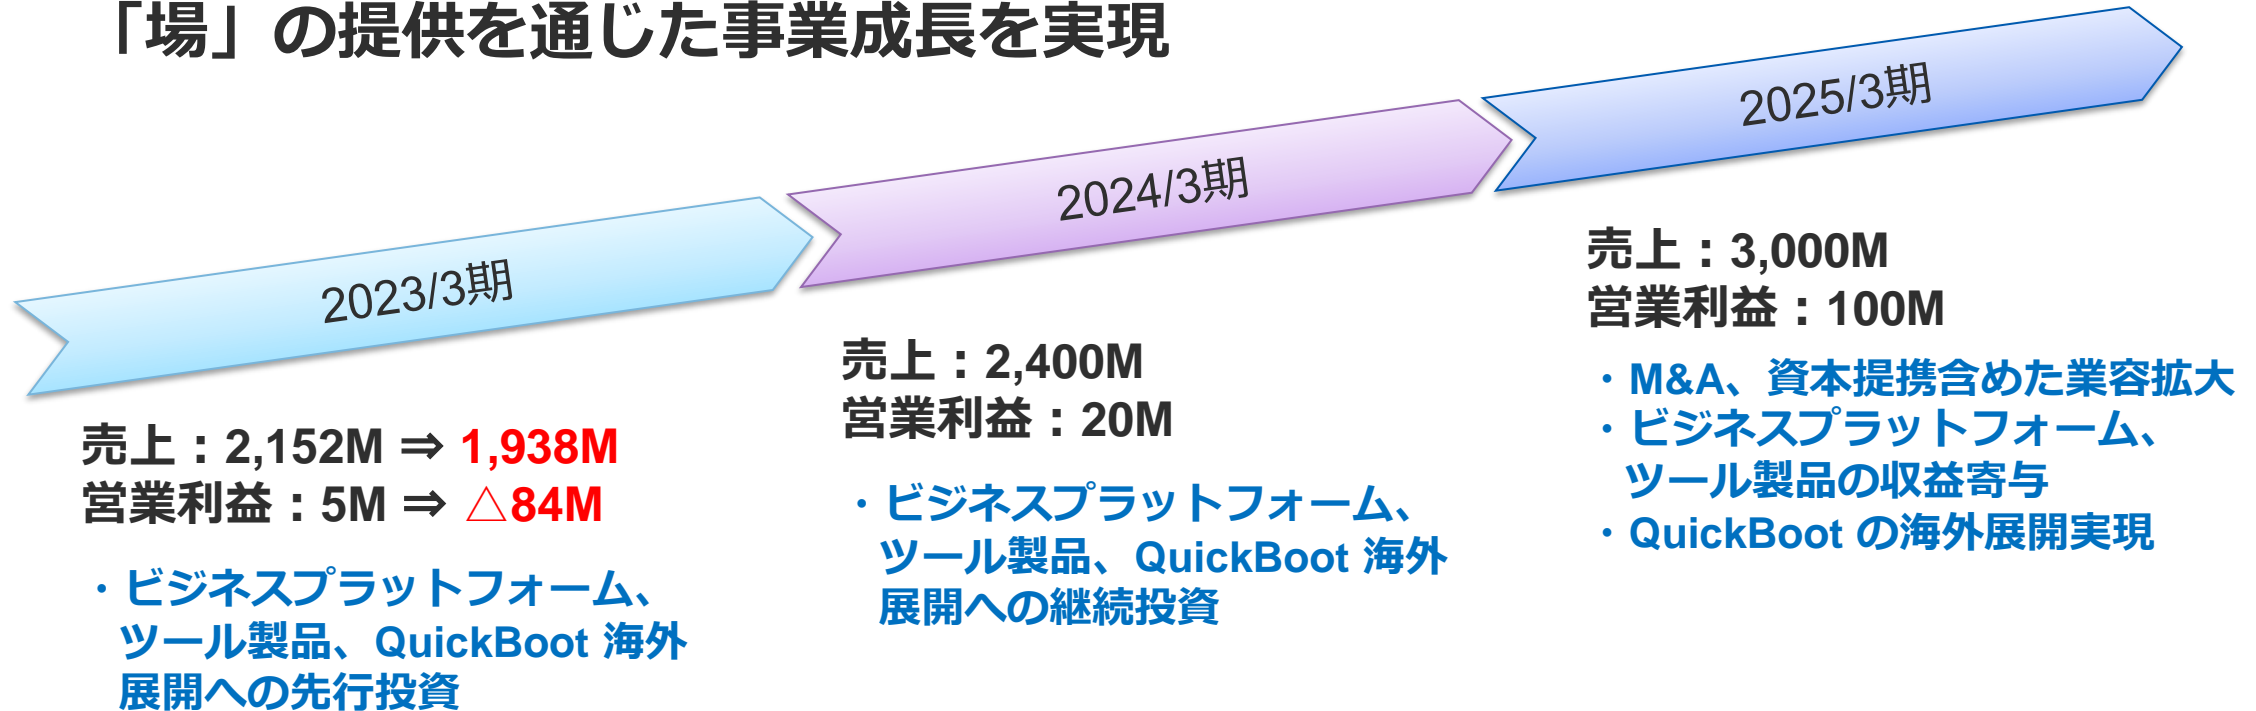 「場」の提供を通じた事業成長を実現
2023/3期
売上：2,152M ⇒ 1,938M
営業利益：5M ⇒ △84M
・ビジネスプラットフォーム、
ツール製品、QuickBoot 海外
展開への先行投資
2024/3期
売上：2,400M
営業利益：20M
・ビジネスプラットフォーム、
ツール製品、QuickBoot 海外
展開への継続投資
2025/3期
売上：3,000M
営業利益：100M
・M&A、資本提携含めた業容拡大
・ビジネスプラットフォーム、
ツール製品の収益寄与
・QuickBoot の海外展開実現